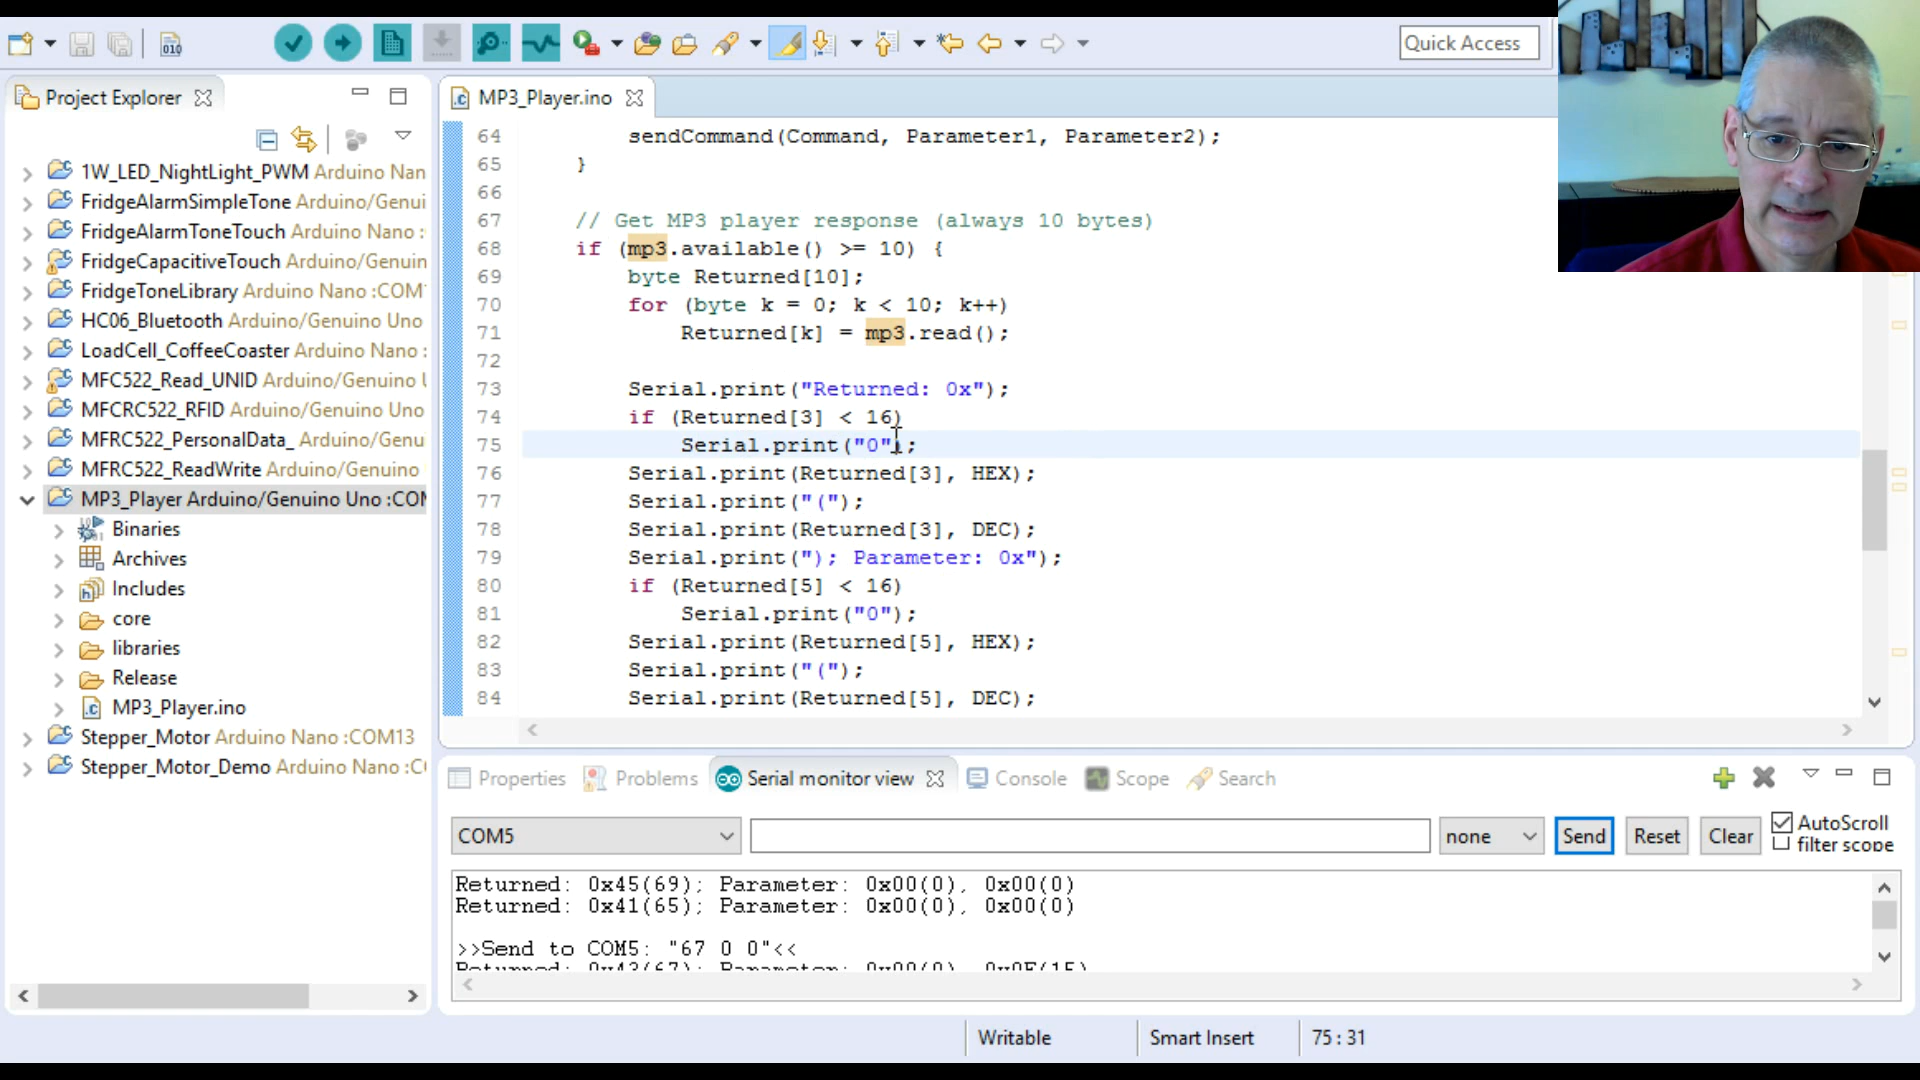 010
Quick Access
Project Explorer
1W_LED_NightLight_PWM Arduino Nan
FridgeAlarmSimpleTone Arduino/Genui
FridgeAlarmToneTouch Arduino Nano :
FridgeCapacitiveTouch Arduino/Genuin
FridgeToneLibrary Arduino Nano :COM
HC06_Bluetooth Arduino/Genuino Uno
LoadCell_CoffeeCoaster Arduino Nano :
MFC522_Read_UNID Arduino/Genuino U
MFCRC522_RFID Arduino/Genuino Uno
MFRC522_PersonalData_ Arduino/Genu
MFRC522_ReadWrite Arduino/Genuino
MP3_Player Arduino/Genuino Uno :COM
Binaries
Archives
Includes
core
libraries
Release
MP3_Player.ino
Stepper_Motor Arduino Nano :COM13
Stepper_Motor_Demo Arduino Nano :C
MP3_Player.ino
64 sendCommand(Command, Parameter1, Parameter2);
65 }
66
67 // Get MP3 player response (always 10 bytes)
68 if (mp3.available() >= 10) {
69 byte Returned[10];
70 for (byte k = 0; k < 10; k++)
71 Returned[k] = mp3.read();
72
73 Serial.print("Returned: 0x");
74 if (Returned[3] < 16)
75 Serial.print("0");
76 Serial.print(Returned[3], HEX);
77 Serial.print("(");
78 Serial.print(Returned[3], DEC);
79 Serial.print("); Parameter: 0x");
80 if (Returned[5] < 16)
81 Serial.print("0");
82 Serial.print(Returned[5], HEX);
83 Serial.print("(");
84 Serial.print(Returned[5], DEC);
Properties Problems Serial monitor view Console Scope Search
COM5 none Send Reset Clear AutoScroll
filter scope
Returned: 0x45(69); Parameter: 0x00(0), 0x00(0)
Returned: 0x41(65); Parameter: 0x00(0), 0x00(0)
>>Send to COM5: "67 0 0"<<
Returned: 0x43(67); Parameter: 0x00(0), 0x0F(15)
Writable Smart Insert 75 : 31